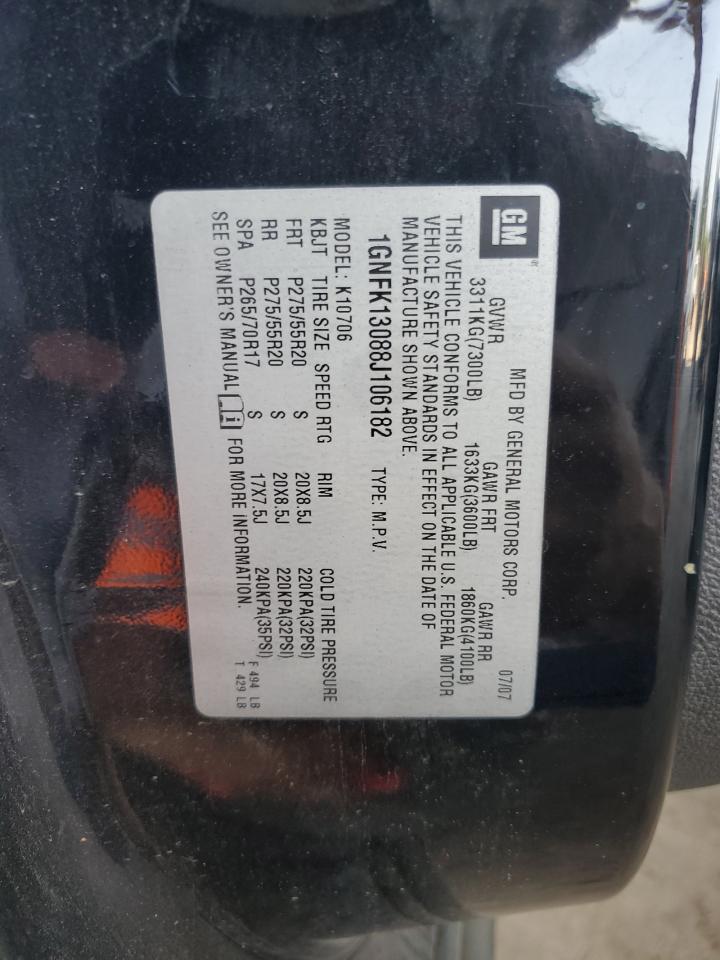 GM
MFD BY GENERAL MOTORS CORP. 07/07
GVWR GAWR FRT GAWR RR
3311KG(7300LB) 1633KG(3600LB) 1860KG(4100LB)
THIS VEHICLE CONFORMS TO ALL APPLICABLE U.S. FEDERAL MOTOR
VEHICLE SAFETY STANDARDS IN EFFECT ON THE DATE OF
MANUFACTURE SHOWN ABOVE.
1GNFK13088J106182 TYPE: M.P.V.
MODEL: K10706
KBJT TIRE SIZE SPEED RTG RIM COLD TIRE PRESSURE
FRT P275/55R20 S 20X8.5J 220KPA(32PSI)
RR P275/55R20 S 20X8.5J 220KPA(32PSI)
SPA P265/70R17 S 17X7.5J 240KPA(35PSI)
SEE OWNER'S MANUAL i FOR MORE INFORMATION.
F 494 LB
T 429 LB